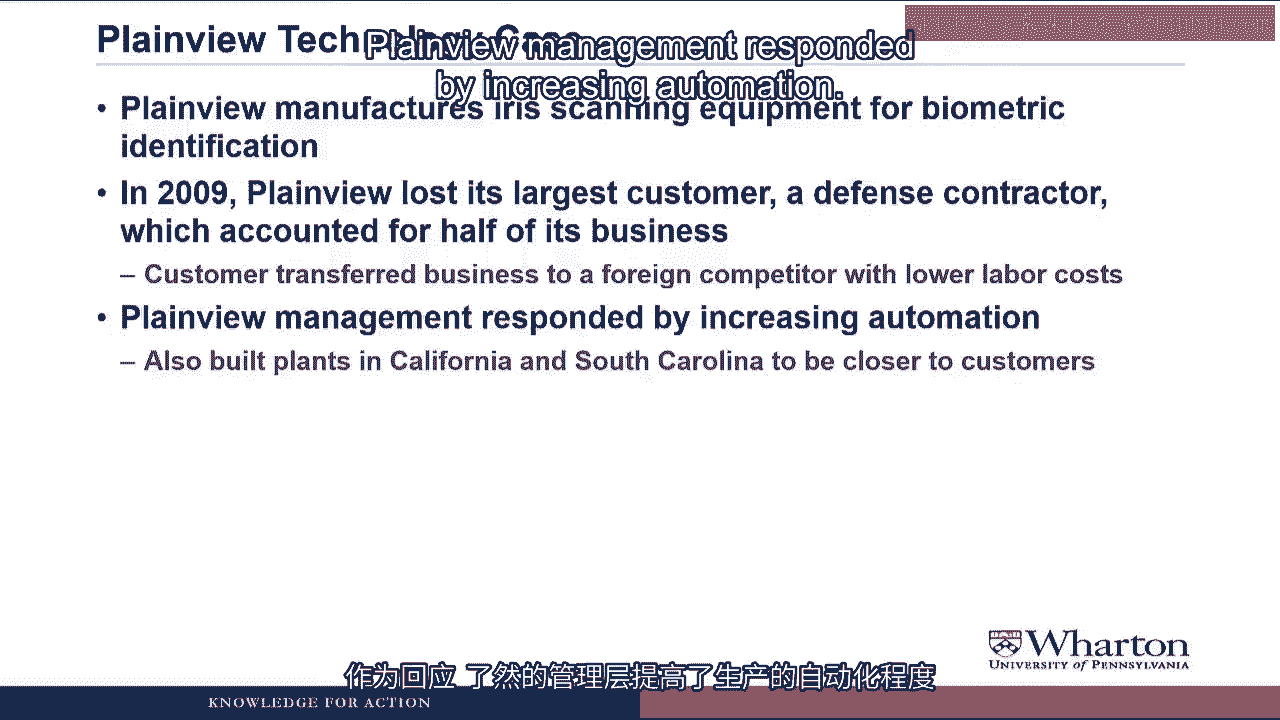 Plainview Technology Case
Plainview management responded
by increasing automation.
• Plainview manufactures iris scanning equipment for biometric
identification
• In 2009, Plainview lost its largest customer, a defense contractor,
which accounted for half of its business
– Customer transferred business to a foreign competitor with lower labor costs
• Plainview management responded by increasing automation
– Also built plants in California and South Carolina to be closer to customers
Wharton
UNIVERSITY of PENNSYLVANIA
作为回应 了然的管理层提高了生产的自动化程度
KNOWLEDGE FOR ACTION